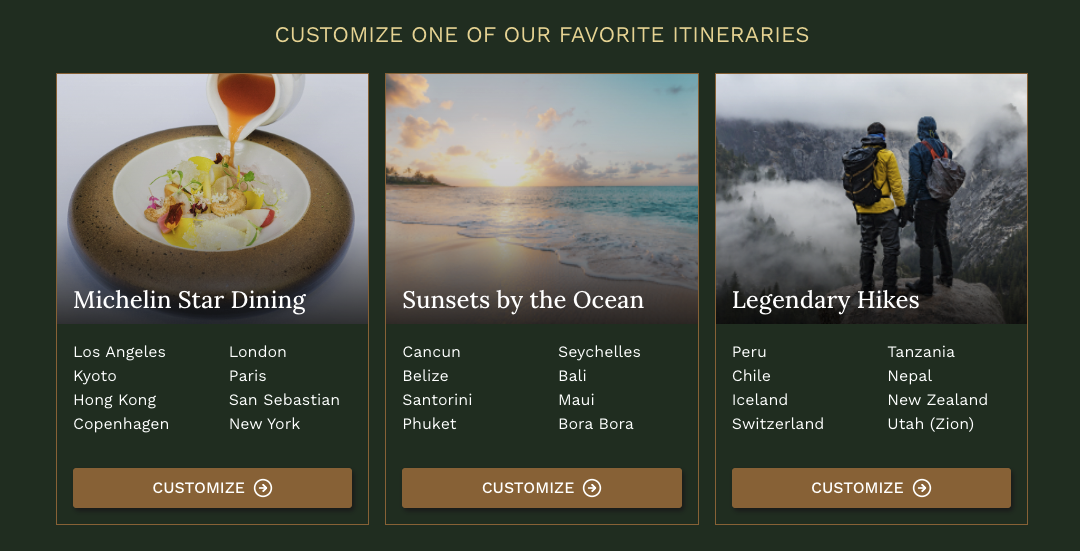 CUSTOMIZE ONE OF OUR FAVORITE ITINERARIES
Michelin Star Dining
Los Angeles
Kyoto
Hong Kong
Copenhagen
London
Paris
San Sebastian
New York
CUSTOMIZE
Sunsets by the Ocean
Cancun
Belize
Santorini
Phuket
Seychelles
Bali
Maui
Bora Bora
CUSTOMIZE
Legendary Hikes
Peru
Chile
Iceland
Switzerland
Tanzania
Nepal
New Zealand
Utah (Zion)
CUSTOMIZE